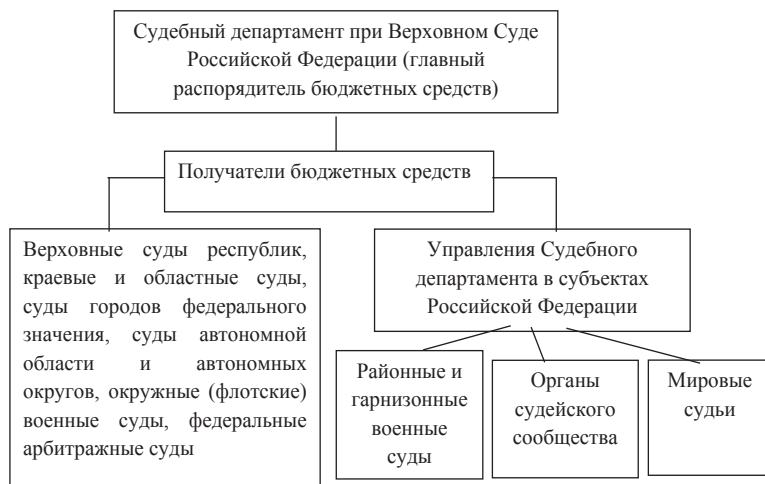 Судебный департамент при Верховном Суде
Российской Федерации (главный
распорядитель бюджетных средств)
Получатели бюджетных средств
Верховные суды республик,
краевые и областные суды,
суды городов федерального
значения, суды автономной
области и автономных
округов, окружные (флотские)
военные суды, федеральные
арбитражные суды
Управления Судебного
департамента в субъектах
Российской Федерации
Районные и
гарнизонные
военные
суды
Органы
судейского
сообщества
Мировые
судьи